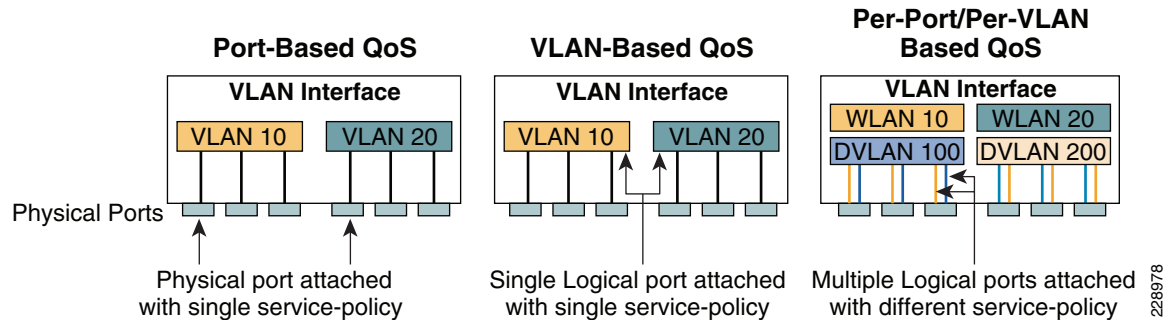 Port-Based QoS
VLAN Interface
VLAN 10
VLAN 20
Physical Ports
Physical port attached
with single service-policy
VLAN-Based QoS
VLAN Interface
VLAN 10
VLAN 20
Single Logical port attached
with single service-policy
Per-Port/Per-VLAN
Based QoS
VLAN Interface
WLAN 10
WLAN 20
DVLAN 100
DVLAN 200
Multiple Logical ports attached
with different service-policy
228978